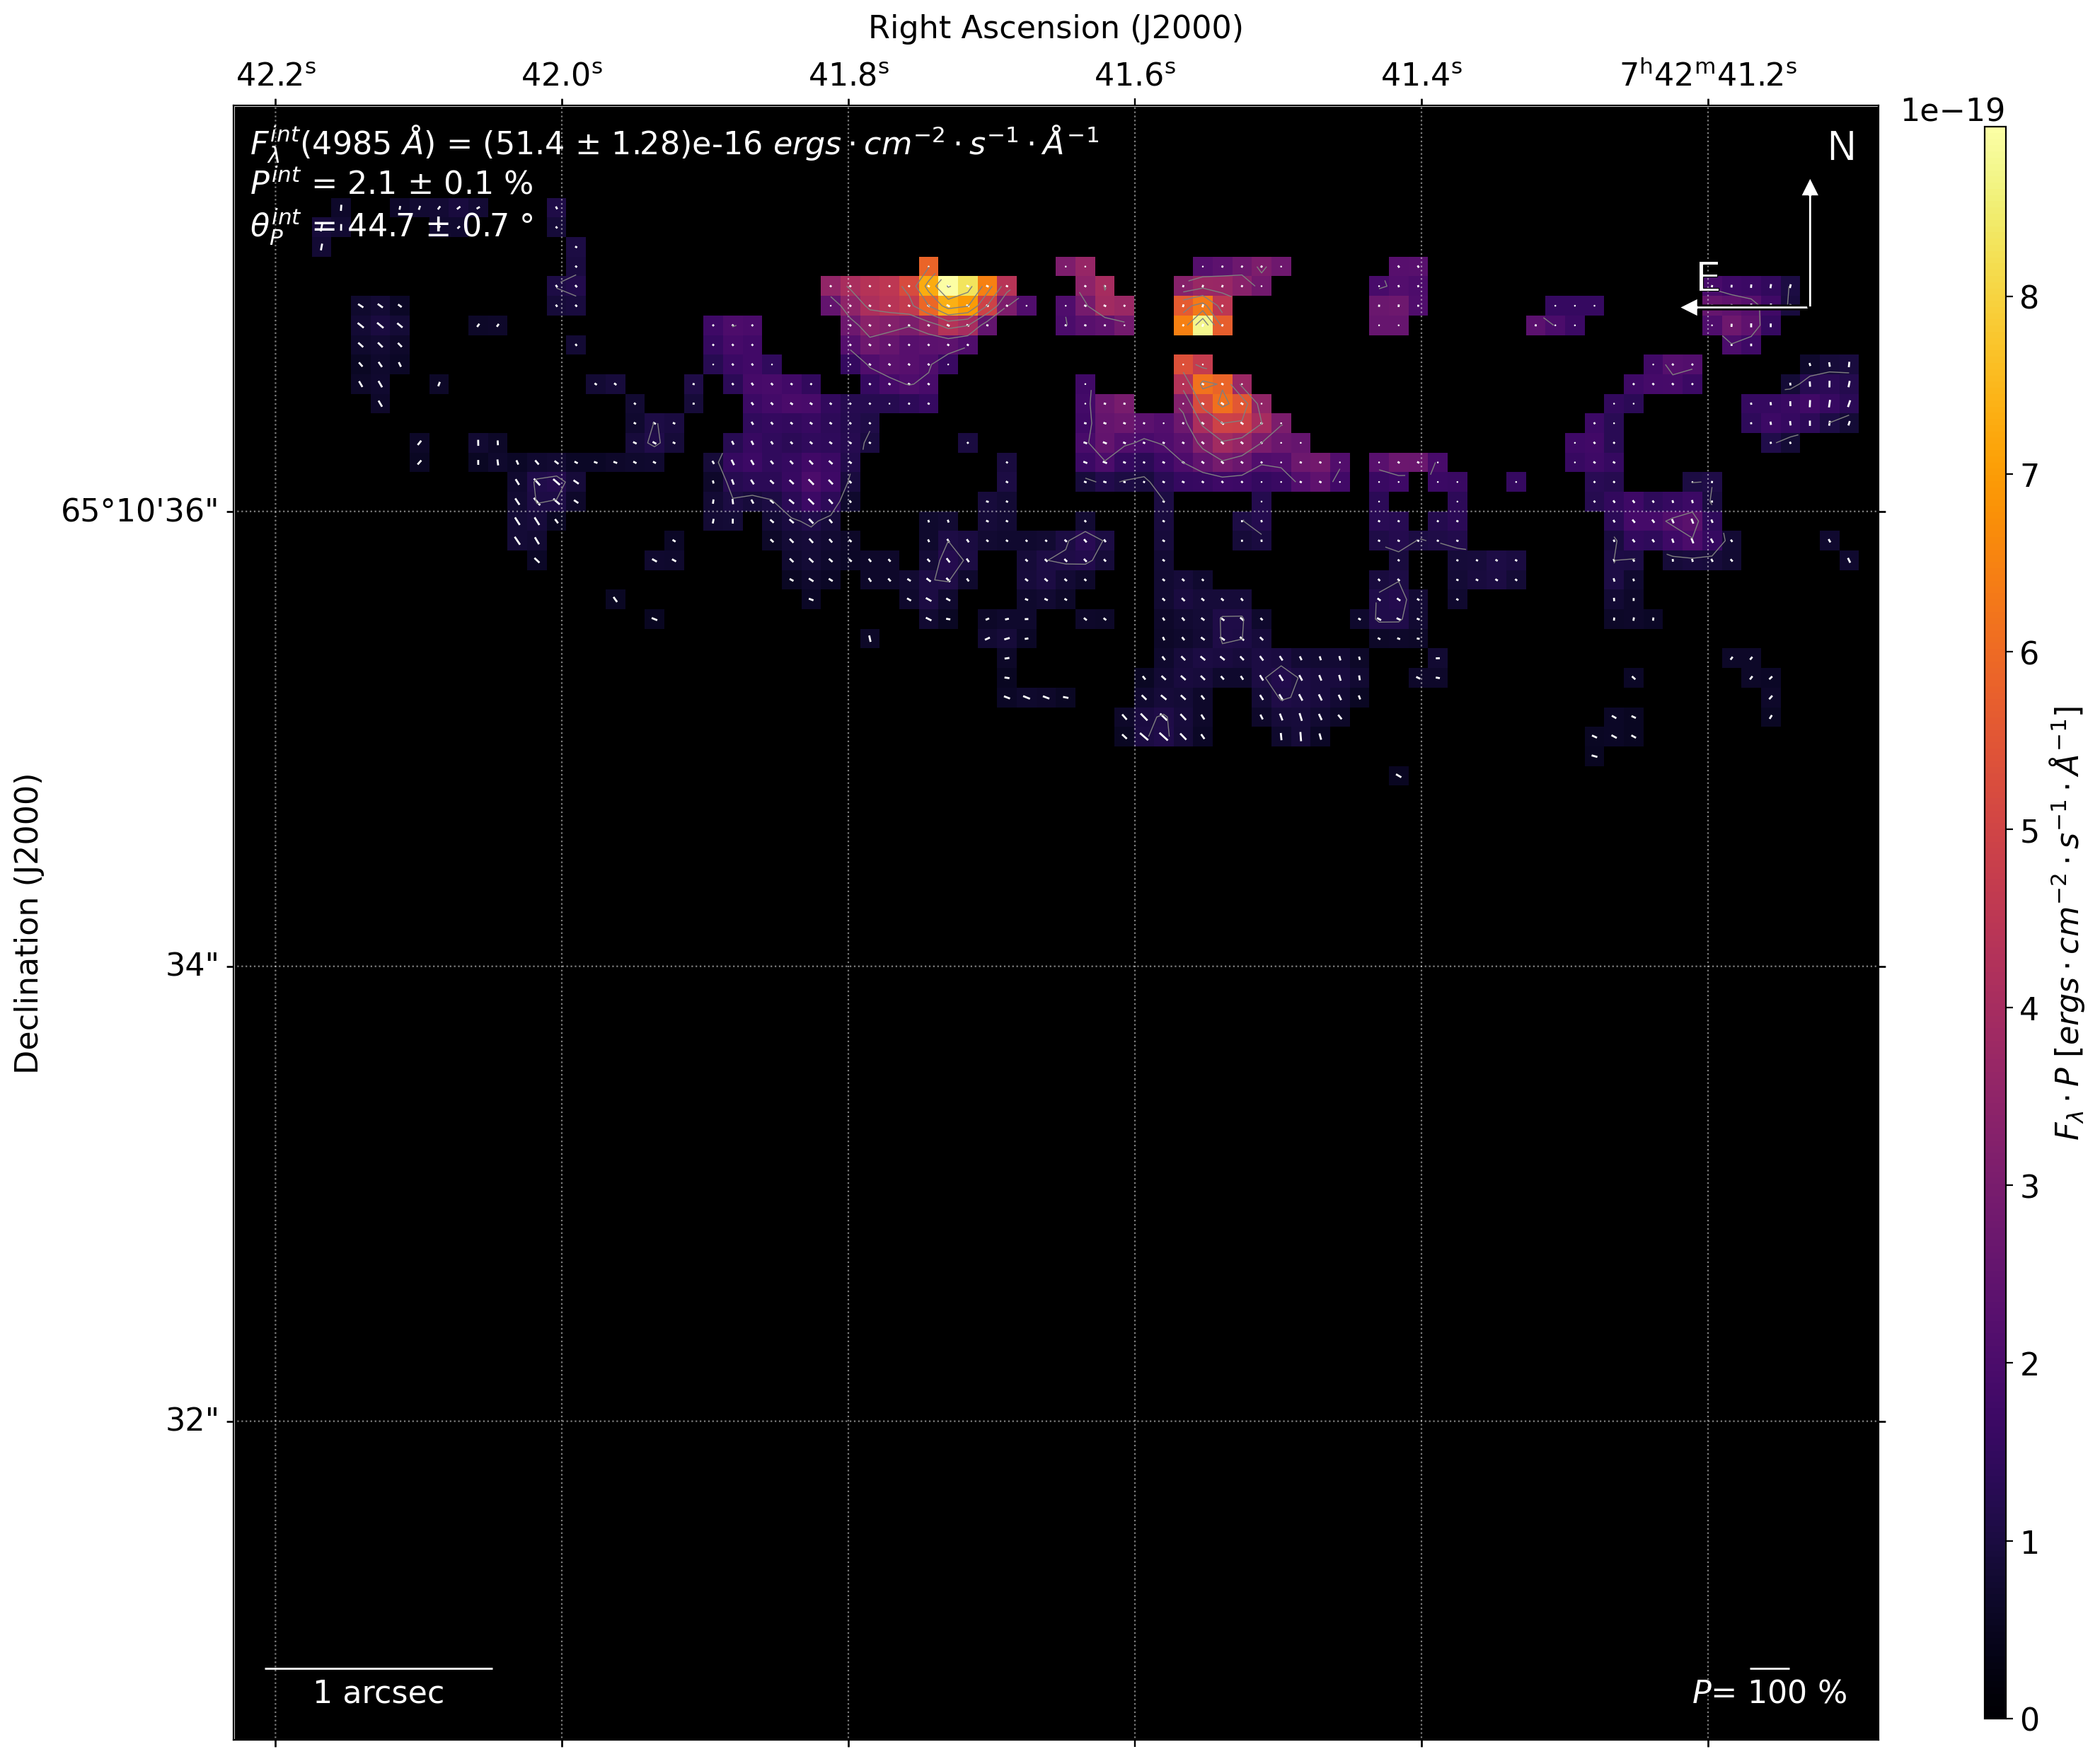 Right Ascension (J2000)
42.2ˢ 42.0ˢ 41.8ˢ 41.6ˢ 41.4ˢ 7ʰ42ᵐ41.2ˢ
1e−19
F_λ^int(4985 Å) = (51.4 ± 1.28)e-16 ergs · cm⁻² · s⁻¹ · Å⁻¹
P^int = 2.1 ± 0.1 %
θ_P^int = 44.7 ± 0.7 °
N
E
65°10'36"
34"
32"
Declination (J2000)
1 arcsec
P= 100 %
8
7
6
5
4
3
2
1
0
F_λ · P [ergs · cm⁻² · s⁻¹ · Å⁻¹]